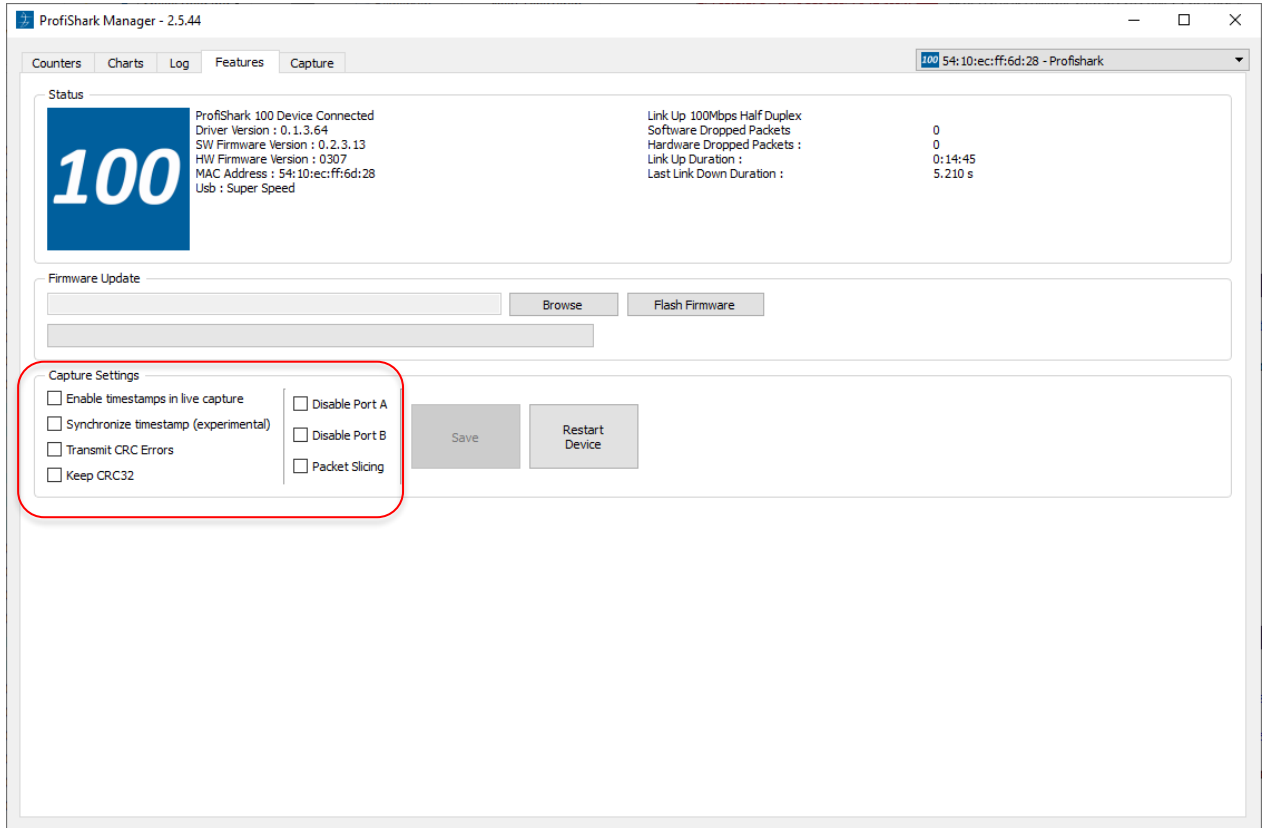 ProfiShark Manager - 2.5.44
Counters Charts Log Features Capture
100 54:10:ec:ff:6d:28 - Profishark
Status
100
ProfiShark 100 Device Connected
Driver Version : 0.1.3.64
SW Firmware Version : 0.2.3.13
HW Firmware Version : 0307
MAC Address : 54:10:ec:ff:6d:28
Usb : Super Speed
Link Up 100Mbps Half Duplex
Software Dropped Packets 0
Hardware Dropped Packets : 0
Link Up Duration : 0:14:45
Last Link Down Duration : 5.210 s
Firmware Update
Browse Flash Firmware
Capture Settings
Enable timestamps in live capture
Synchronize timestamp (experimental)
Transmit CRC Errors
Keep CRC32
Disable Port A
Disable Port B
Packet Slicing
Save
Restart
Device